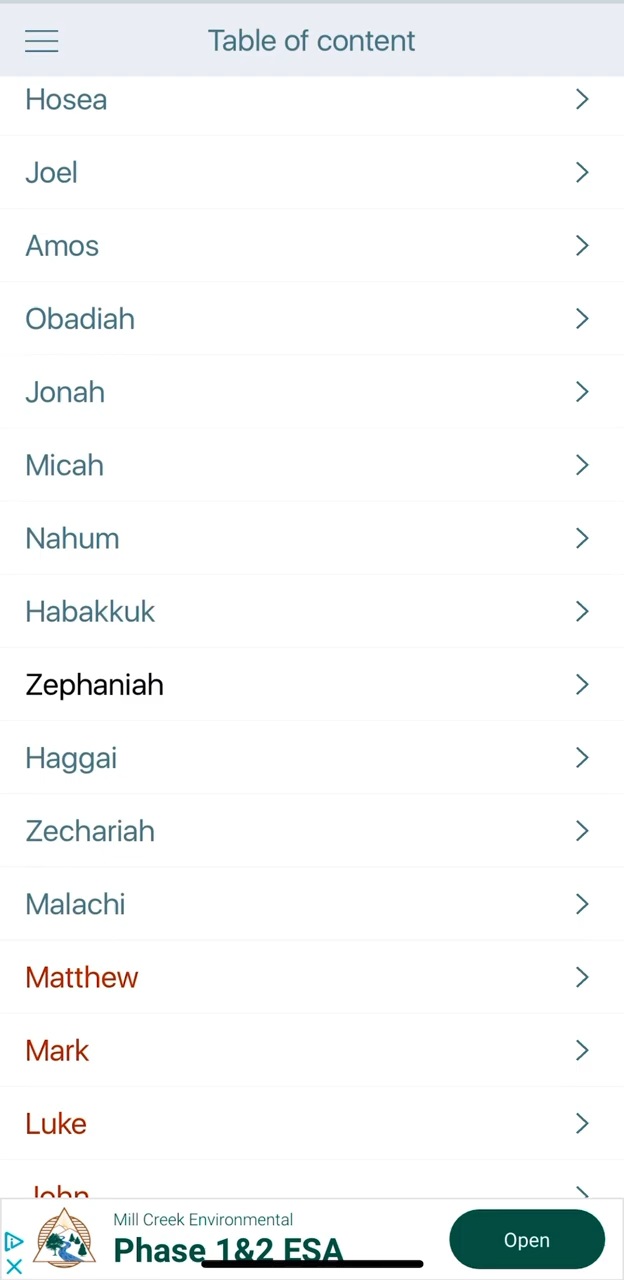 Table of content
Hosea
Joel
Amos
Obadiah
Jonah
Micah
Nahum
Habakkuk
Zephaniah
Haggai
Zechariah
Malachi
Matthew
Mark
Luke
John
Mill Creek Environmental
Phase 1&2 ESA
Open